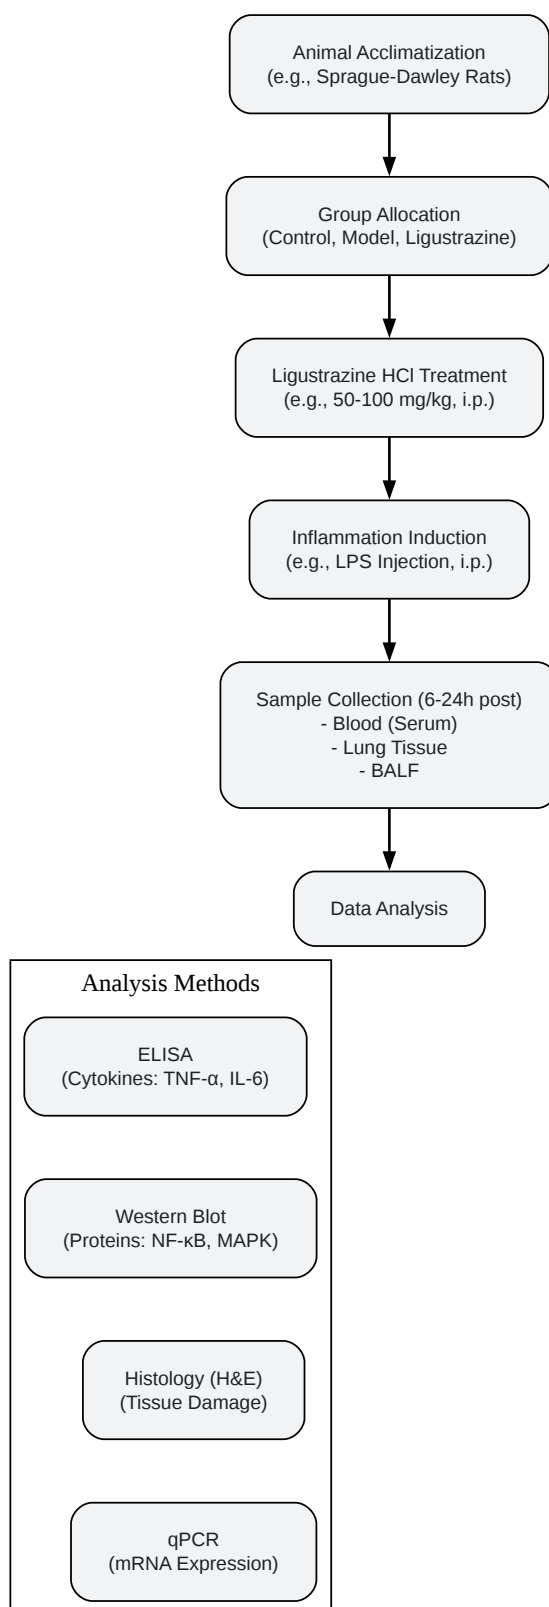 Animal Acclimatization
(e.g., Sprague-Dawley Rats)
Group Allocation
(Control, Model, Ligustrazine)
Ligustrazine HCl Treatment
(e.g., 50-100 mg/kg, i.p.)
Inflammation Induction
(e.g., LPS Injection, i.p.)
Sample Collection (6-24h post)
- Blood (Serum)
- Lung Tissue
- BALF
Data Analysis
Analysis Methods
ELISA
(Cytokines: TNF-α, IL-6)
Western Blot
(Proteins: NF-κB, MAPK)
Histology (H&E)
(Tissue Damage)
qPCR
(mRNA Expression)